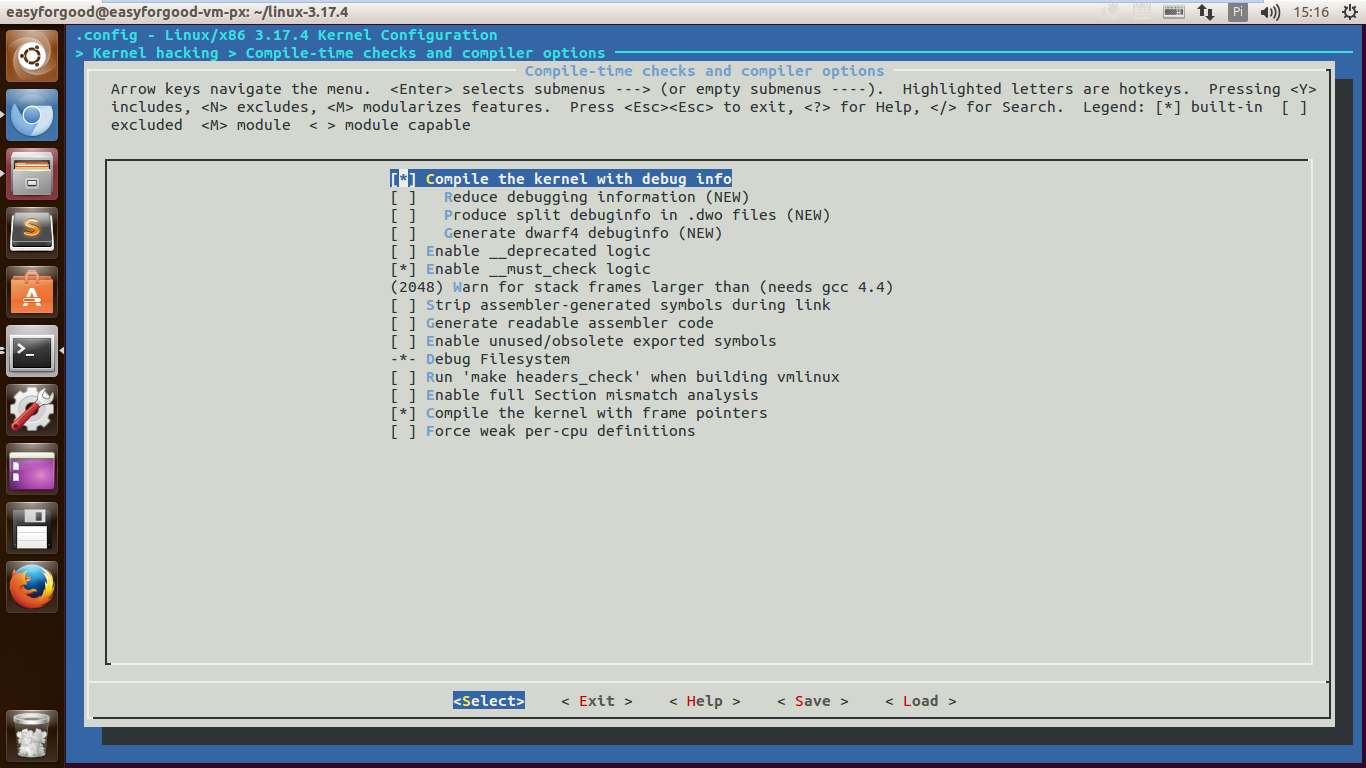 easyforgood@easyforgood-vm-px: ~/linux-3.17.4
Pi
15:16
.config - Linux/x86 3.17.4 Kernel Configuration
> Kernel hacking > Compile-time checks and compiler options
Compile-time checks and compiler options
Arrow keys navigate the menu.  <Enter> selects submenus ---> (or empty submenus ----).  Highlighted letters are hotkeys.  Pressing <Y>
includes, <N> excludes, <M> modularizes features.  Press <Esc><Esc> to exit, <?> for Help, </> for Search.  Legend: [*] built-in  [ ]
excluded  <M> module  < > module capable
[*] Compile the kernel with debug info
[ ]   Reduce debugging information (NEW)
[ ]   Produce split debuginfo in .dwo files (NEW)
[ ]   Generate dwarf4 debuginfo (NEW)
[ ] Enable __deprecated logic
[*] Enable __must_check logic
(2048) Warn for stack frames larger than (needs gcc 4.4)
[ ] Strip assembler-generated symbols during link
[ ] Generate readable assembler code
[ ] Enable unused/obsolete exported symbols
-*- Debug Filesystem
[ ] Run 'make headers_check' when building vmlinux
[ ] Enable full Section mismatch analysis
[*] Compile the kernel with frame pointers
[ ] Force weak per-cpu definitions
<Select>    < Exit >    < Help >    < Save >    < Load >